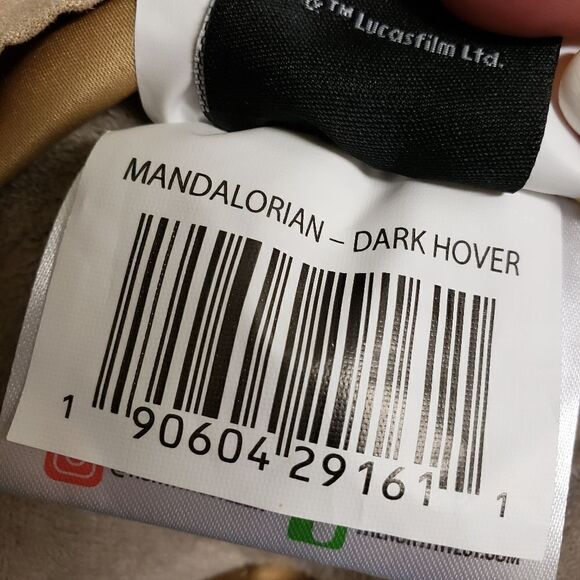 & ™ Lucasfilm Ltd.
MANDALORIAN – DARK HOVER
1 90604 29161 1